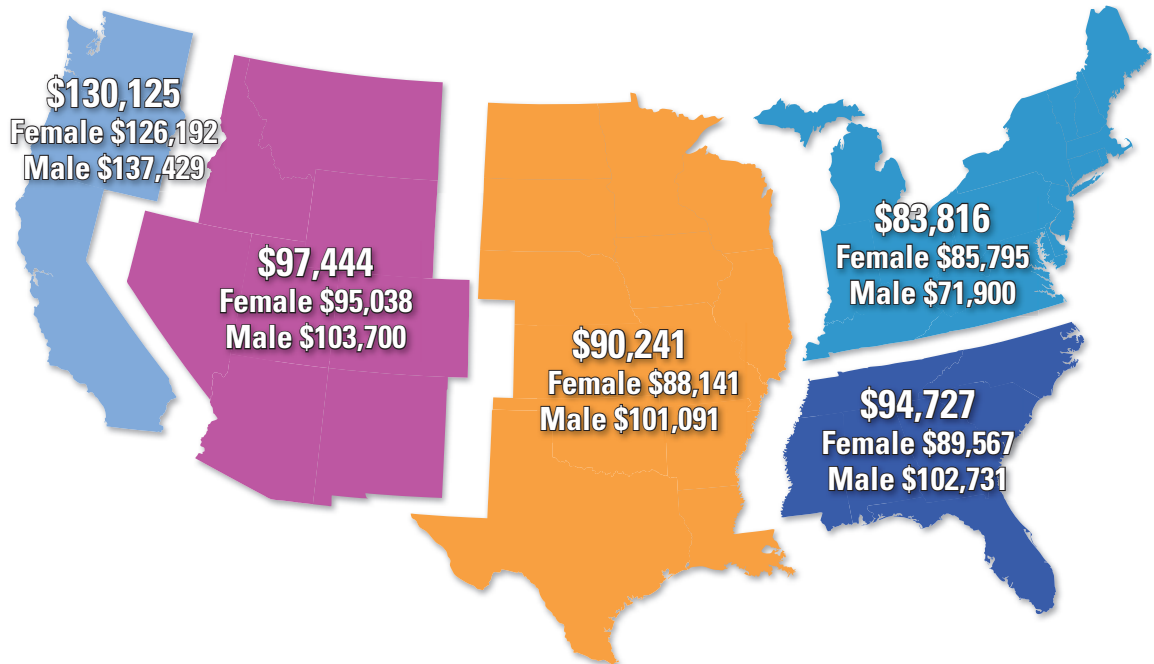 $130,125
Female $126,192
Male $137,429
$97,444
Female $95,038
Male $103,700
$90,241
Female $88,141
Male $101,091
$83,816
Female $85,795
Male $71,900
$94,727
Female $89,567
Male $102,731